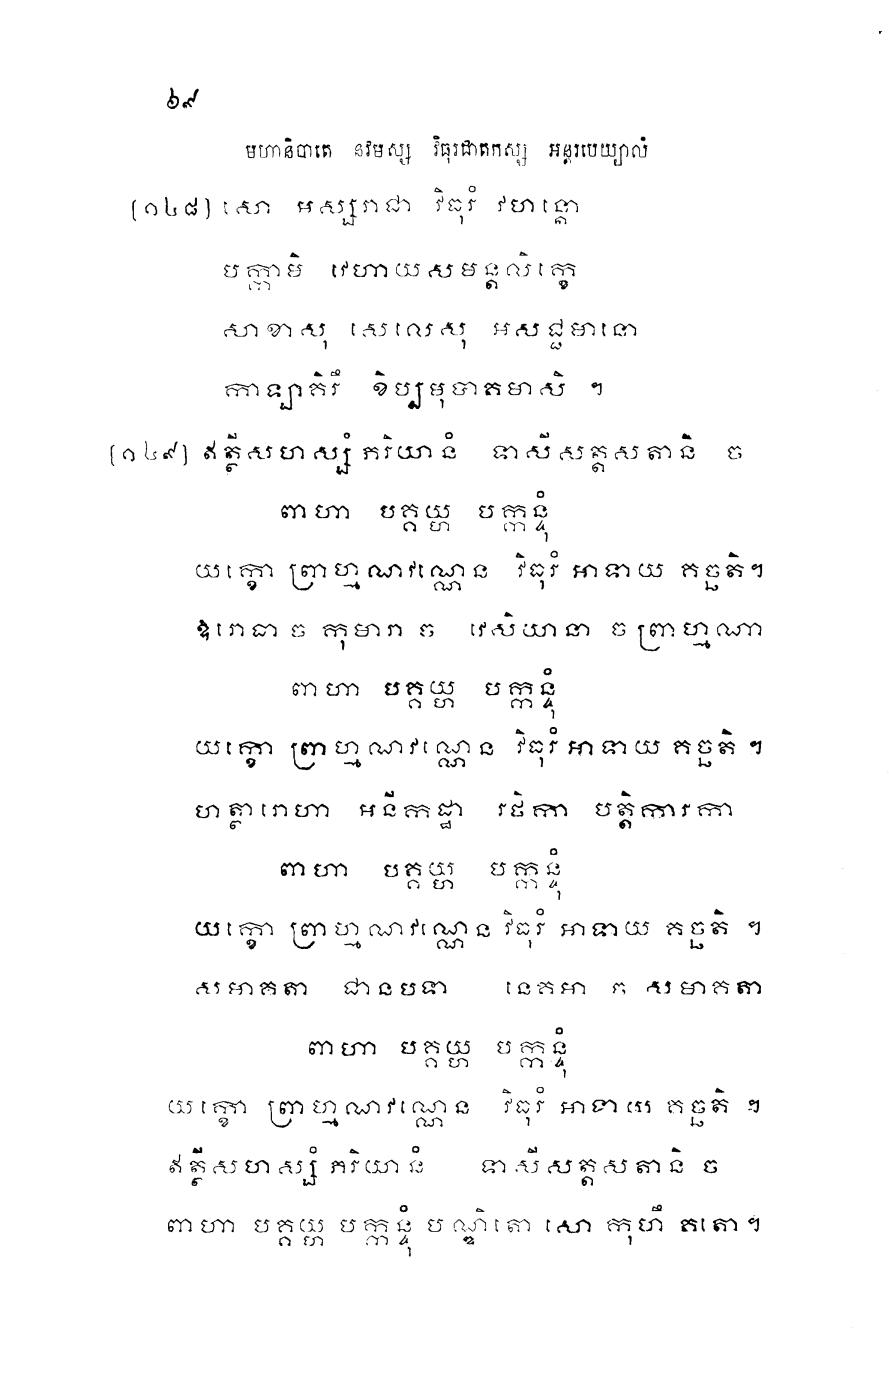 ៦៩
មហានិបាតេ នវមស្ស វិធុរជាតកស្ស អន្តរបេយ្យាលំ
(១៤៨) សោ អស្សរាជា វិធុរំ វហន្តោ
បក្កាមិ វេហាយសមន្តលិក្ខេ
សាខាសុ សេលេសុ អសជ្ជមានោ
កាឡាគិរឹ ខិប្បមុបាគមាសិ ៗ
(១៤៩) ឥត្ថីសហស្សំ ភរិយានំ ទាសីសត្តសតានិ ច
ពាហា បគ្គយ្ហ បក្កន្ទុំ
យក្ខោ ព្រាហ្មណវណ្ណេន វិធុរំ អាទាយ គច្ឆតិ។
ឱរោធា ច កុមារា ច វេសិយានា ច ព្រាហ្មណា
ពាហា បគ្គយ្ហ បក្កន្ទុំ
យក្ខោ ព្រាហ្មណវណ្ណេន វិធុរំ អាទាយ គច្ឆតិ ៗ
ហត្ថារោហា អនីកដ្ឋា រថិកា បត្តិការកា
ពាហា បគ្គយ្ហ បក្កន្ទុំ
យក្ខោ ព្រាហ្មណវណ្ណេន វិធុរំ អាទាយ គច្ឆតិ ៗ
សមាគតា ជានបទា នេគមា ច សមាគតា
ពាហា បគ្គយ្ហ បក្កន្ទុំ
យក្ខោ ព្រាហ្មណវណ្ណេន វិធុរំ អាទាយ គច្ឆតិ ៗ
ឥត្ថីសហស្សំ ភរិយានំ ទាសីសត្តសតានិ ច
ពាហា បគ្គយ្ហ បក្កន្ទុំ បណ្ឌិតោ សោ កុហឹ គតោ។